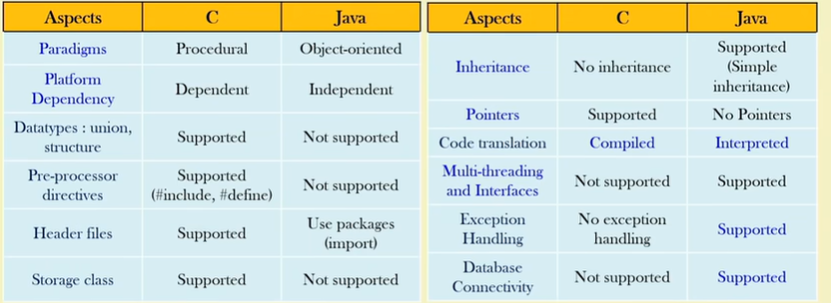 Aspects C Java
Paradigms Procedural Object-oriented
Platform
Dependency Dependent Independent
Datatypes : union,
structure Supported Not supported
Pre-processor
directives Supported
(#include, #define) Not supported
Header files Supported Use packages
(import)
Storage class Supported Not supported
Aspects C Java
Inheritance No inheritance Supported
(Simple
inheritance)
Pointers Supported No Pointers
Code translation Compiled Interpreted
Multi-threading
and Interfaces Not supported Supported
Exception
Handling No exception
handling Supported
Database
Connectivity Not supported Supported